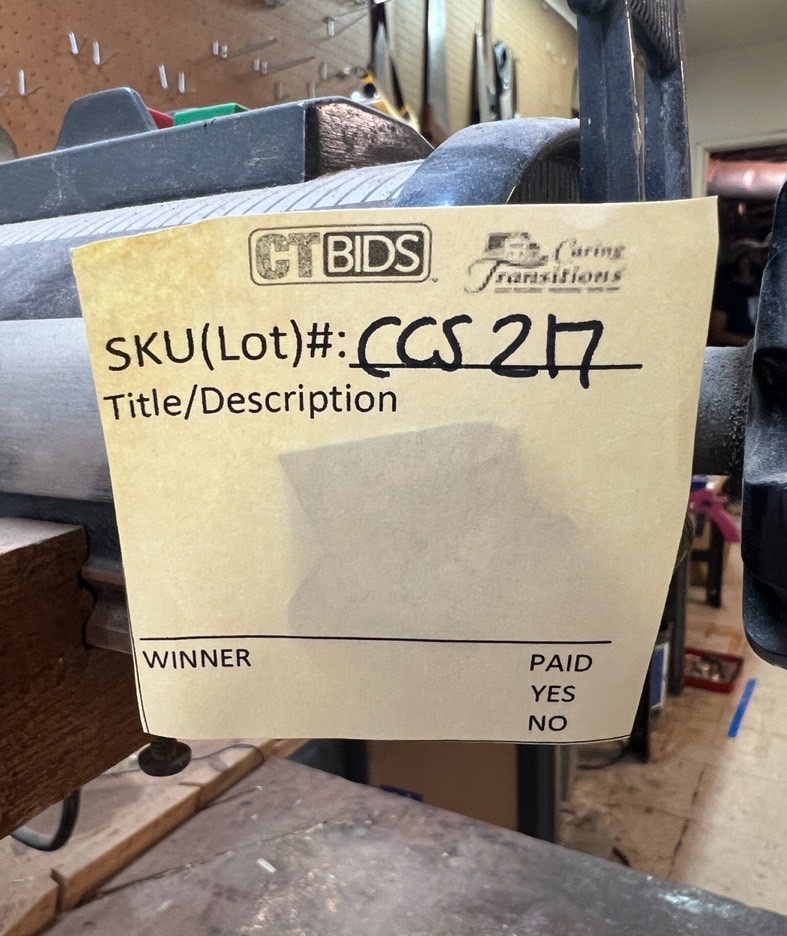 CTBIDS
Caring
Transitions
SKU(Lot)#: CCS 217
Title/Description
WINNER PAID
YES
NO